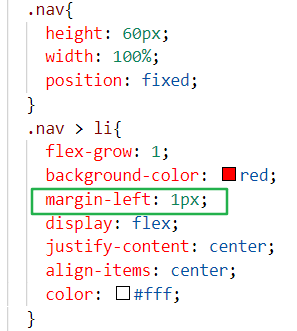 .nav{
height: 60px;
width: 100%;
position: fixed;
}
.nav > li{
flex-grow: 1;
background-color: red;
margin-left: 1px;
display: flex;
justify-content: center;
align-items: center;
color: #fff;
}